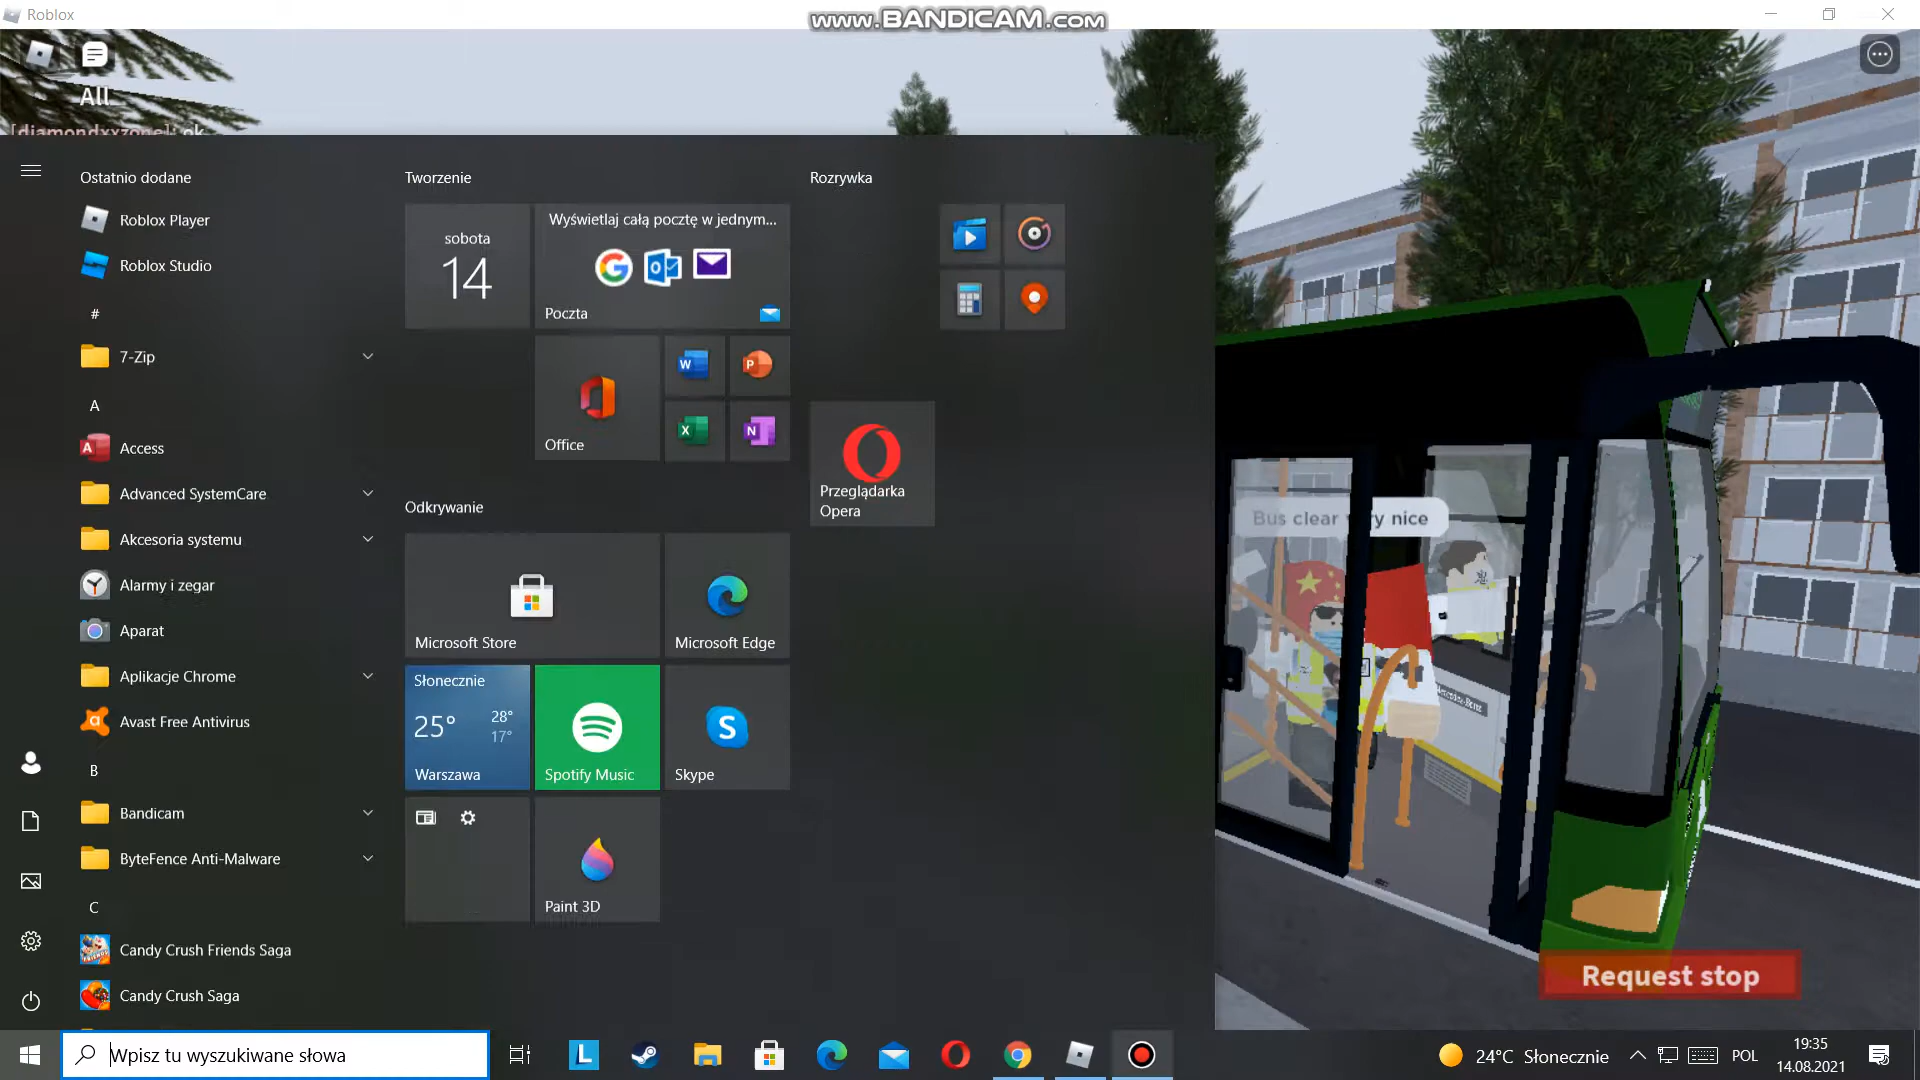 Roblox
www.BANDICAM.com
All
[diamondxxzone]: ok
Ostatnio dodane
Roblox Player
Roblox Studio
#
7-Zip
A
Access
Advanced SystemCare
Akcesoria systemu
Alarmy i zegar
Aparat
Aplikacje Chrome
Avast Free Antivirus
B
Bandicam
ByteFence Anti-Malware
C
Candy Crush Friends Saga
Candy Crush Saga
Tworzenie
sobota
14
Wyświetlaj całą pocztę w jednym...
Poczta
Office
Odkrywanie
Microsoft Store
Microsoft Edge
Słonecznie
25° 28°
17°
Warszawa
Spotify Music
Skype
Paint 3D
Rozrywka
Przeglądarka
Opera
Bus clear
nice
Request stop
Wpisz tu wyszukiwane słowa
24°C Słonecznie
POL
19:35
14.08.2021